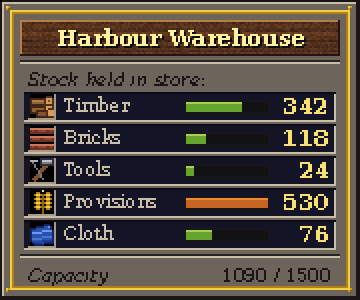 Harbour Warehouse
Stock held in store:
Timber 342
Bricks 118
Tools 24
Provisions 530
Cloth 76
Capacity 1090 / 1500